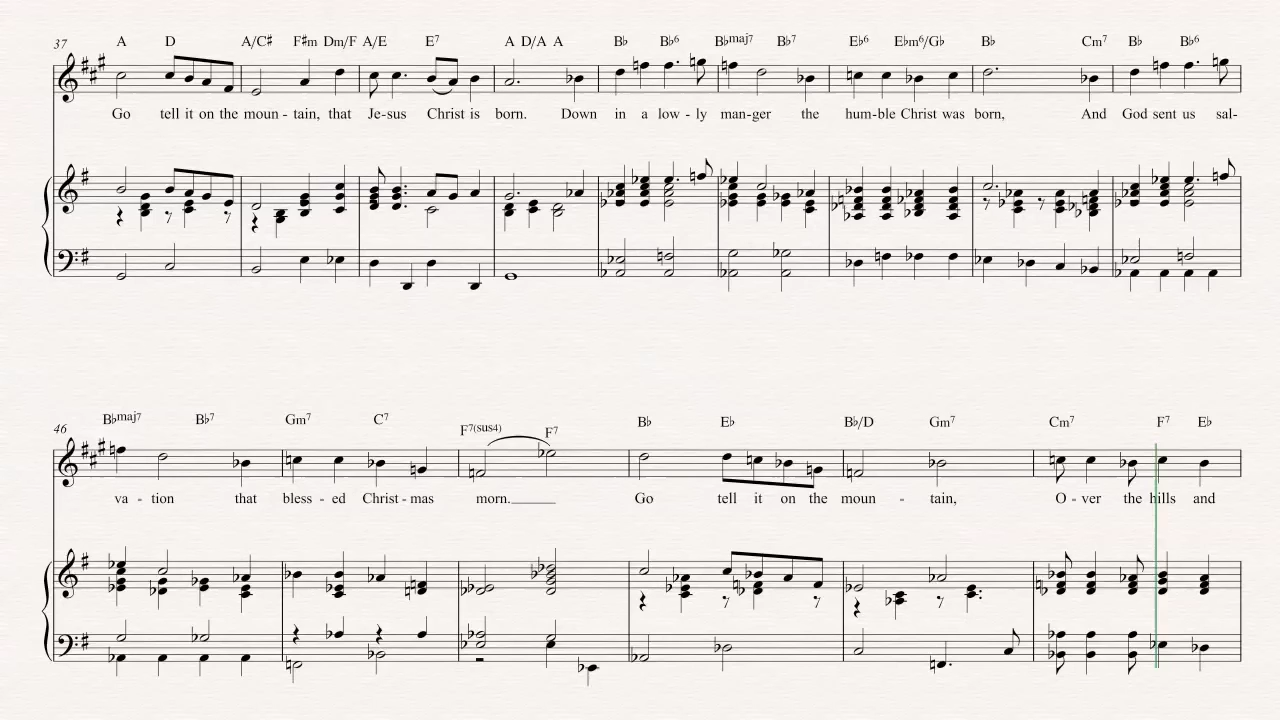 37 A D A/C♯ F♯m Dm/F A/E E7 A D/A A B♭ B♭6 B♭maj7 B♭7 E♭6 E♭m6/G♭ B♭ Cm7 B♭ B♭6
Go tell it on the moun - tain, that Je-sus Christ is born. Down in a low - ly man-ger the hum-ble Christ was born, And God sent us sal-
46 B♭maj7 B♭7 Gm7 C7 F7(sus4) F7 B♭ E♭ B♭/D Gm7 Cm7 F7 E♭
va - tion that bless - ed Christ - mas morn. Go tell it on the moun - tain, O - ver the hills and